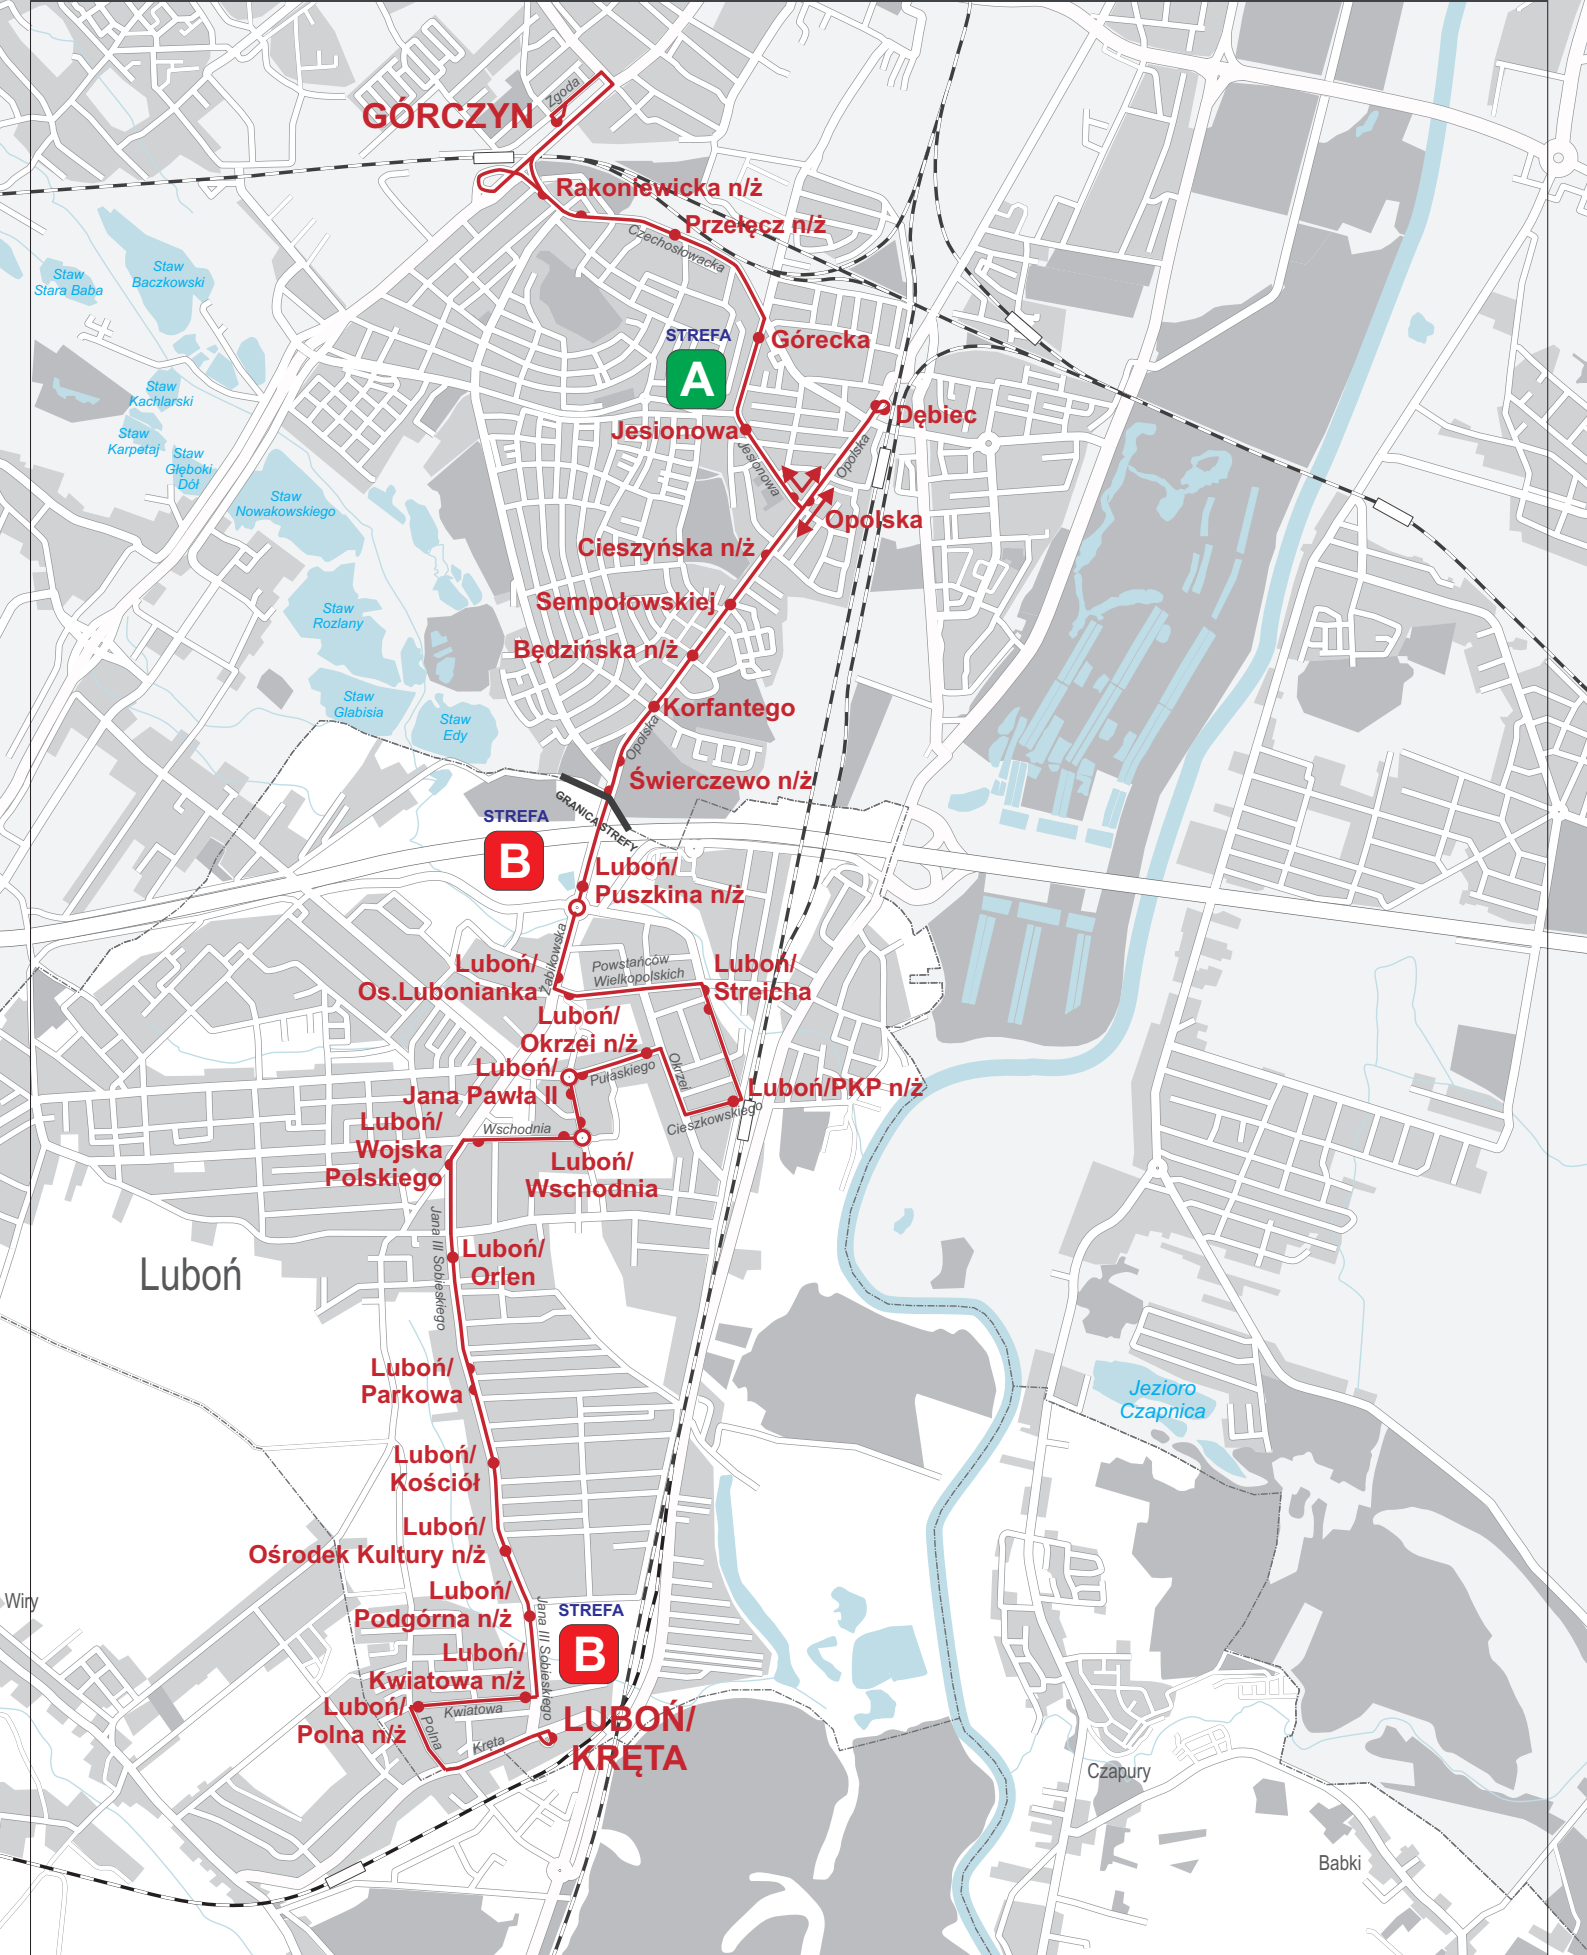 Zgoda
GÓRCZYN
Rakoniewicka n/ż
Przełęcz n/ż
Czechosłowacka
Staw
Stara Baba
Staw
Baczkowski
STREFA
A
Górecka
Staw
Kachlarski
Dębiec
Jesionowa
Staw
Karpetaj
Staw
Głęboki
Dół
Jesionowa
Opolska
Staw
Nowakowskiego
Opolska
Cieszyńska n/ż
Sempołowskiej
Staw
Rozlany
Będzińska n/ż
Staw
Glabisia
Korfantego
Staw
Edy
Opolska
Świerczewo n/ż
GRANICA STREFY
STREFA
B
Luboń/
Puszkina n/ż
Żabikowska
Luboń/
Os.Lubonianka
Powstańców
Wielkopolskich
Luboń/
Streicha
Luboń/
Okrzei n/ż
Okrzei
Luboń/
Jana Pawła II
Pułaskiego
Luboń/PKP n/ż
Cieszkowskiego
Luboń/
Wojska
Polskiego
Wschodnia
Luboń/
Wschodnia
Jana III Sobieskiego
Luboń/
Orlen
Luboń
Luboń/
Parkowa
Jezioro
Czapnica
Luboń/
Kościół
Luboń/
Ośrodek Kultury n/ż
Wiry
Luboń/
Podgórna n/ż
Jana III Sobieskiego
STREFA
B
Luboń/
Kwiatowa n/ż
Luboń/
Polna n/ż
Kwiatowa
Polna
Kręta
LUBOŃ/
KRĘTA
Czapury
Babki